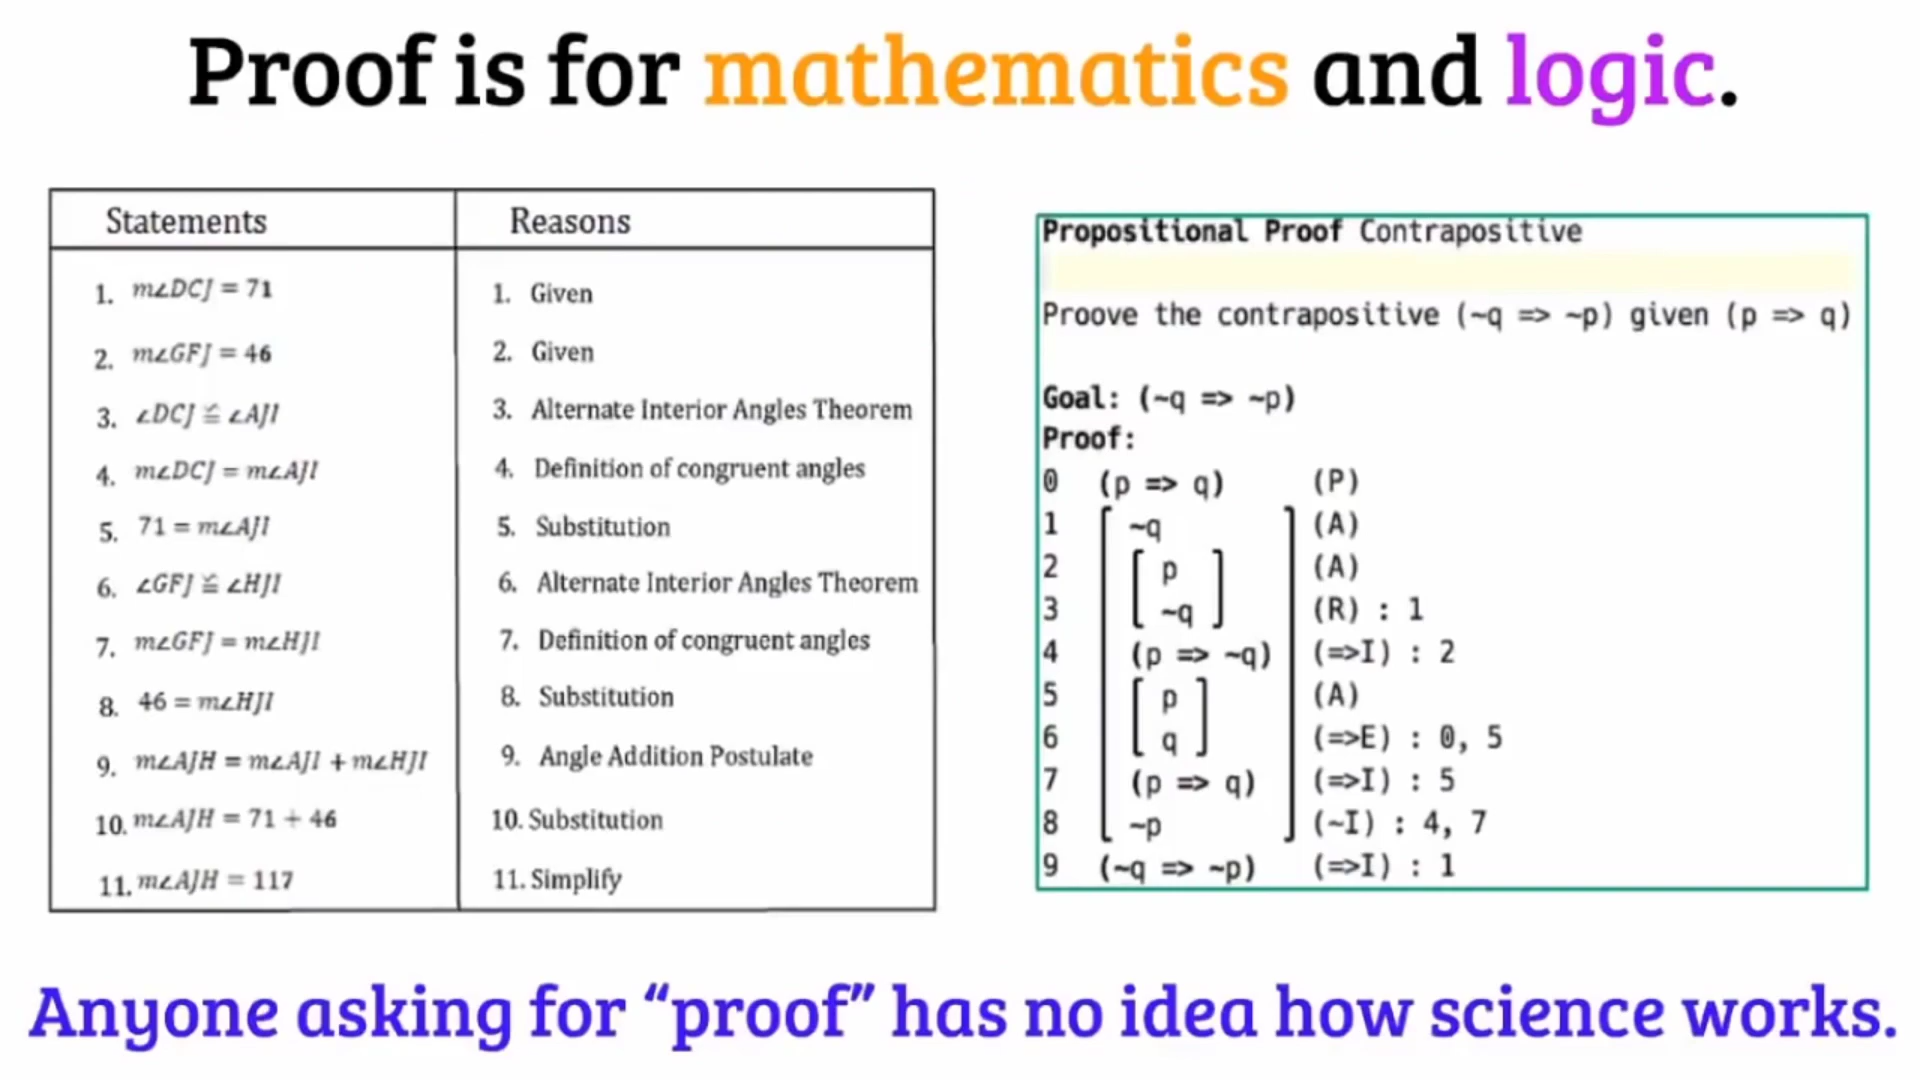 Proof is for mathematics and logic.
Statements Reasons
1. m∠DCJ = 71 1. Given
2. m∠GFJ = 46 2. Given
3. ∠DCJ ≅ ∠AJI 3. Alternate Interior Angles Theorem
4. m∠DCJ = m∠AJI 4. Definition of congruent angles
5. 71 = m∠AJI 5. Substitution
6. ∠GFJ ≅ ∠HJI 6. Alternate Interior Angles Theorem
7. m∠GFJ = m∠HJI 7. Definition of congruent angles
8. 46 = m∠HJI 8. Substitution
9. m∠AJH = m∠AJI + m∠HJI 9. Angle Addition Postulate
10. m∠AJH = 71 + 46 10. Substitution
11. m∠AJH = 117 11. Simplify
Propositional Proof Contrapositive
Proove the contrapositive (~q => ~p) given (p => q)
Goal: (~q => ~p)
Proof:
0 (p => q) (P)
1 [ ~q ] (A)
2 [ p ] (A)
3 [ ~q ] (R) : 1
4 (p => ~q) (=>I) : 2
5 [ p ] (A)
6 [ q ] (=>E) : 0, 5
7 (p => q) (=>I) : 5
8 ~p (~I) : 4, 7
9 (~q => ~p) (=>I) : 1
Anyone asking for “proof” has no idea how science works.